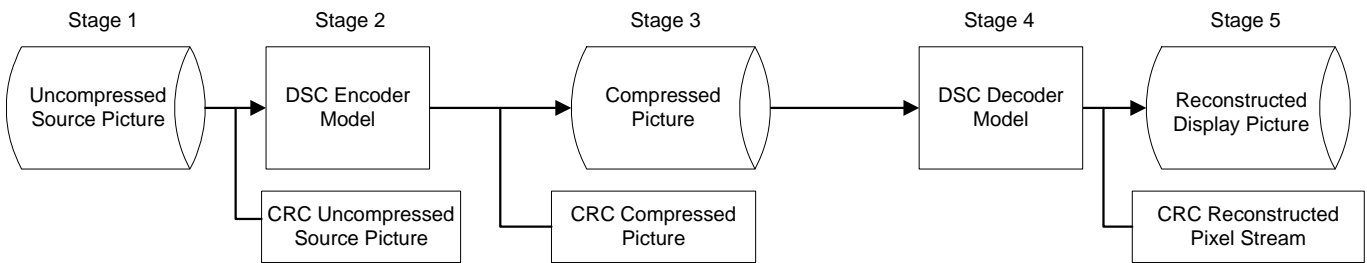 Stage 1
Stage 2
Stage 3
Stage 4
Stage 5
Uncompressed
Source Picture
DSC Encoder
Model
Compressed
Picture
DSC Decoder
Model
Reconstructed
Display Picture
CRC Uncompressed
Source Picture
CRC Compressed
Picture
CRC Reconstructed
Pixel Stream